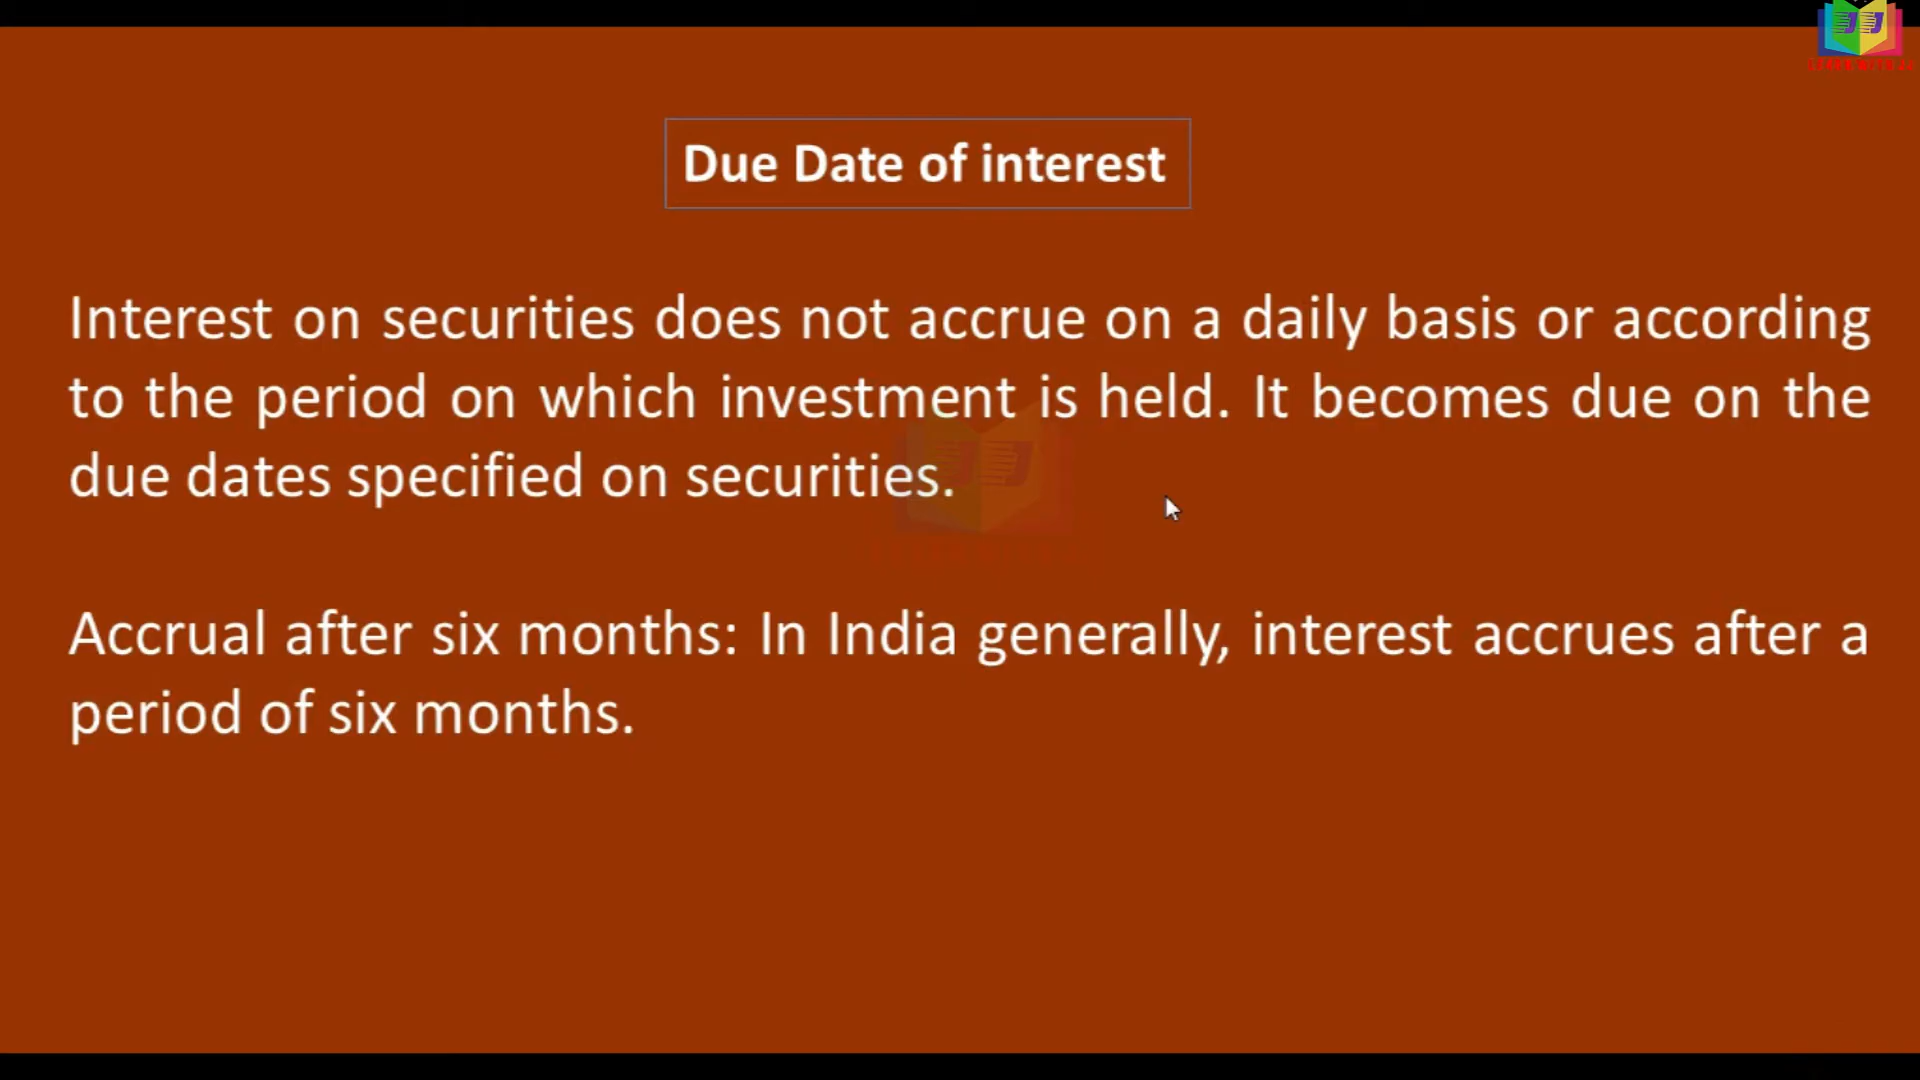 Due Date of interest
Interest on securities does not accrue on a daily basis or according
to the period on which investment is held. It becomes due on the
due dates specified on securities.
Accrual after six months: In India generally, interest accrues after a
period of six months.